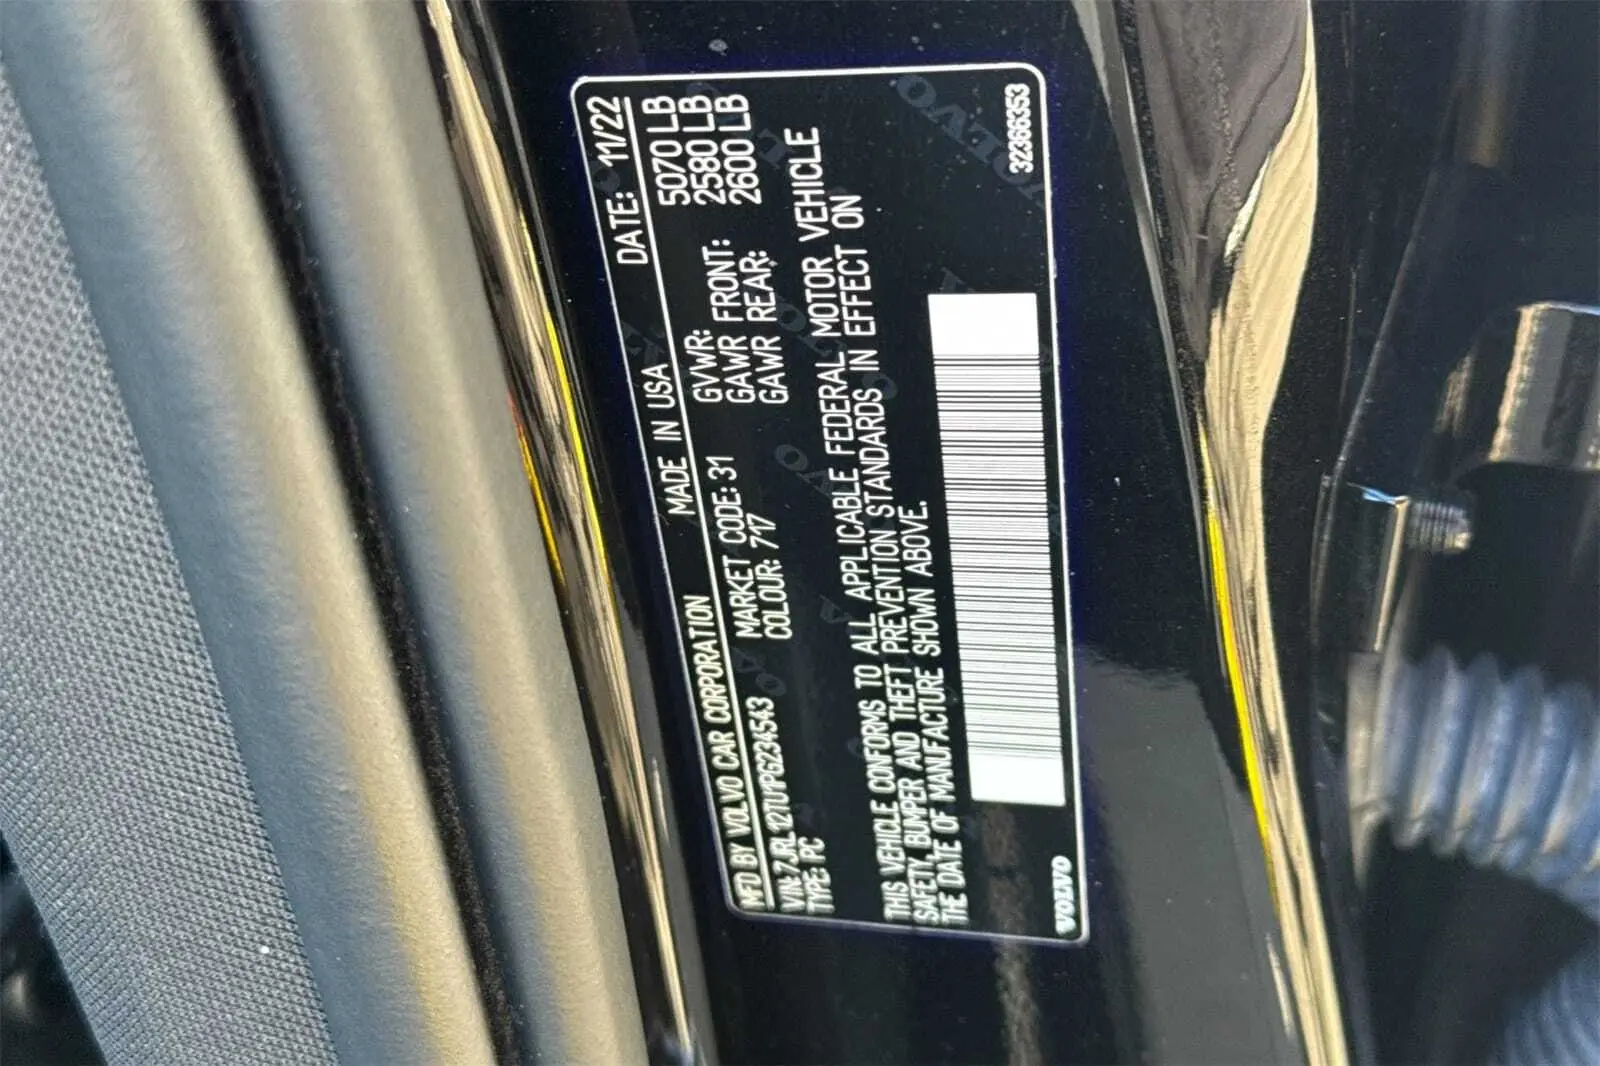 MFD BY VOLVO CAR CORPORATION MADE IN USA DATE: 11/22
VIN: 7JRL12TU1PG234543 MARKET CODE: 31 GVWR: 5070 LB
TYPE: PC COLOUR: 717 GAWR FRONT: 2580 LB
GAWR REAR: 2600 LB
THIS VEHICLE CONFORMS TO ALL APPLICABLE FEDERAL MOTOR VEHICLE
SAFETY, BUMPER AND THEFT PREVENTION STANDARDS IN EFFECT ON
THE DATE OF MANUFACTURE SHOWN ABOVE.
VOLVO 32366353